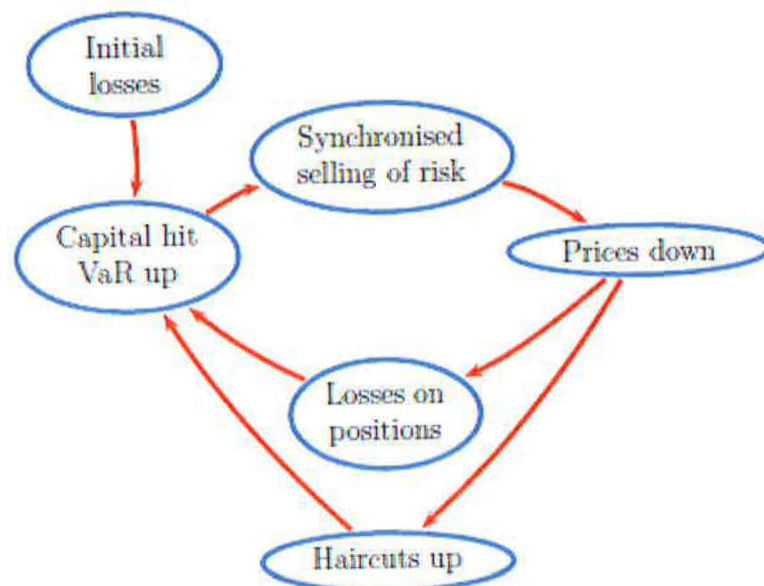 Initial
losses
Synchronised
selling of risk
Capital hit
VaR up
Prices down
Losses on
positions
Haircuts up